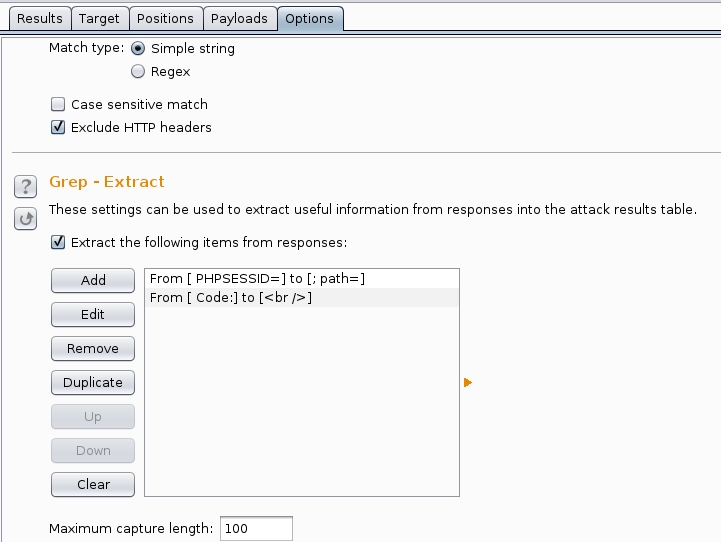 Results Target Positions Payloads Options
Match type: Simple string
Regex
Case sensitive match
Exclude HTTP headers
? Grep - Extract
These settings can be used to extract useful information from responses into the attack results table.
Extract the following items from responses:
Add
From [ PHPSESSID=] to [; path=]
From [ Code:] to [<br />]
Edit
Remove
Duplicate
Up
Down
Clear
Maximum capture length: 100